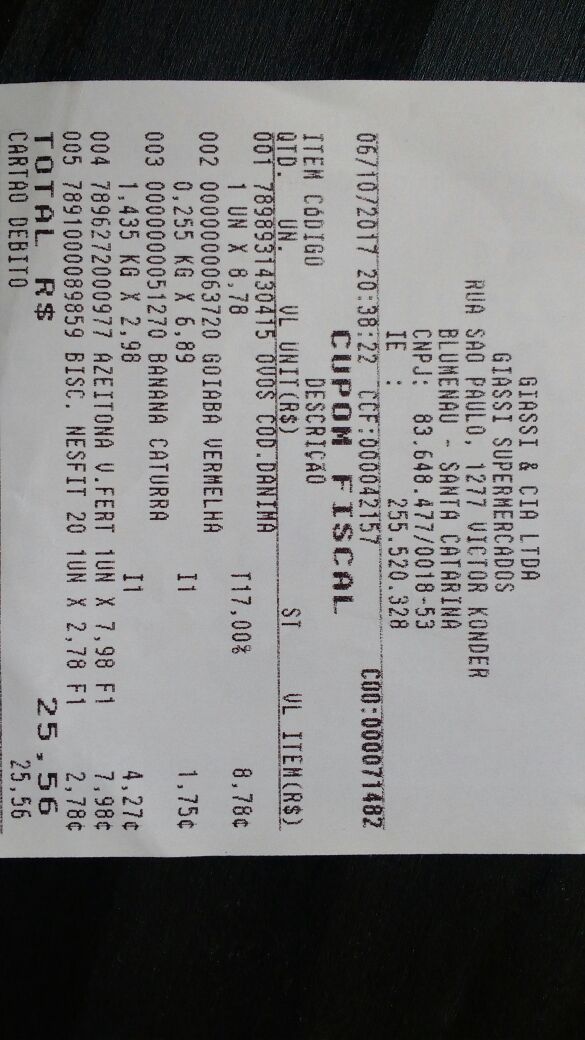 GIASSI & CIA LTDA
GIASSI SUPERMERCADOS
RUA SAO PAULO, 1277 VICTOR KONDER
BLUMENAU - SANTA CATARINA
CNPJ: 83.648.477/0018-53
IE : 255.520.328
06/10/2017 20:38:22 CCF:000042157 COO:000071482
CUPOM FISCAL
ITEM CóDIGO DESCRIÇÃO
QTD. UN. VL UNIT(R$) ST VL ITEM(R$)
001 7898931430415 OVOS COD.DANIMA
1 UN X 8,78 T17,00% 8,78¢
002 0000000063720 GOIABA VERMELHA
0,255 KG X 6,89 I1 1,75¢
003 0000000051270 BANANA CATURRA
1,435 KG X 2,98 I1 4,27¢
004 7896272000977 AZEITONA V.FERT 1UN X 7,98 F1 7,98¢
005 7891000089859 BISC. NESFIT 20 1UN X 2,78 F1 2,78¢
TOTAL R$ 25,56
CARTAO DEBITO 25,56